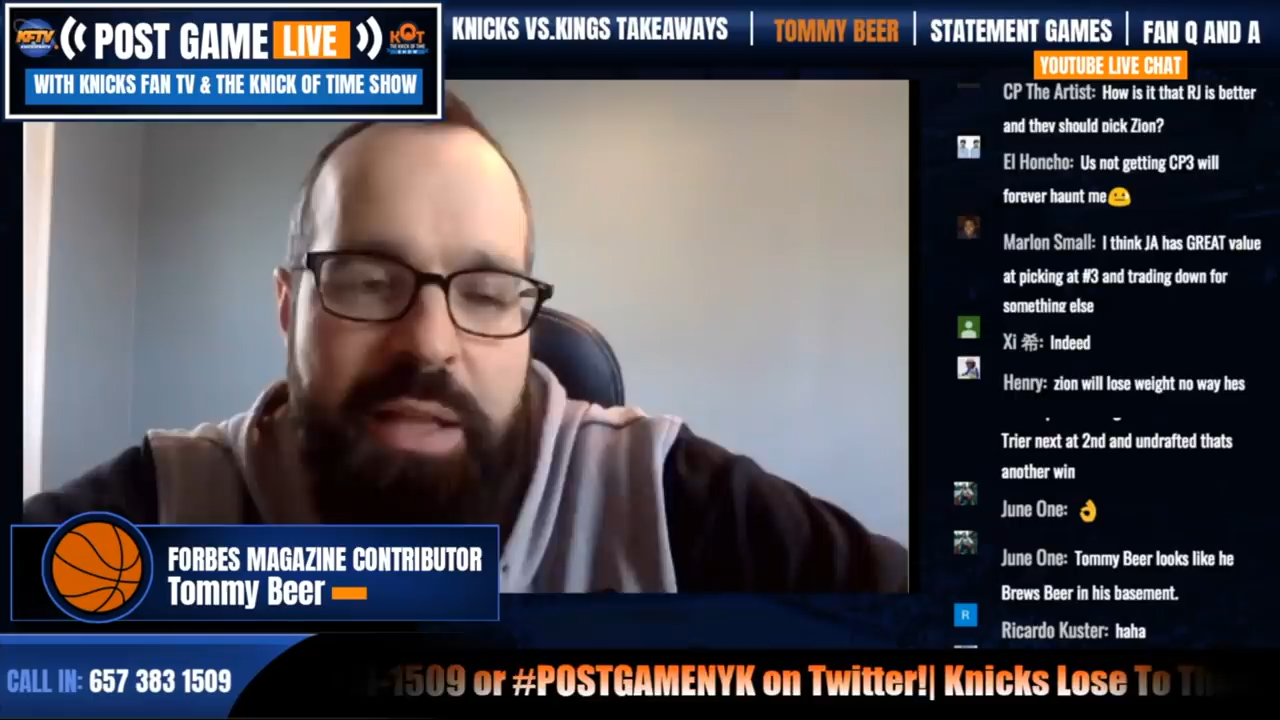 KFTV
POST GAME LIVE
KOT
WITH KNICKS FAN TV & THE KNICK OF TIME SHOW
KNICKS VS.KINGS TAKEAWAYS
TOMMY BEER
STATEMENT GAMES
FAN Q AND A
YOUTUBE LIVE CHAT
CP The Artist: How is it that RJ is better
and they should pick Zion?
El Honcho: Us not getting CP3 will
forever haunt me😐
Marlon Small: I think JA has GREAT value
at picking at #3 and trading down for
something else
Xi 希: Indeed
Henry: zion will lose weight no way hes
Trier next at 2nd and undrafted thats
another win
June One: 👌
June One: Tommy Beer looks like he
Brews Beer in his basement.
R
Ricardo Kuster: haha
FORBES MAGAZINE CONTRIBUTOR
Tommy Beer
CALL IN: 657 383 1509
-1509 or #POSTGAMENYK on Twitter!| Knicks Lose To